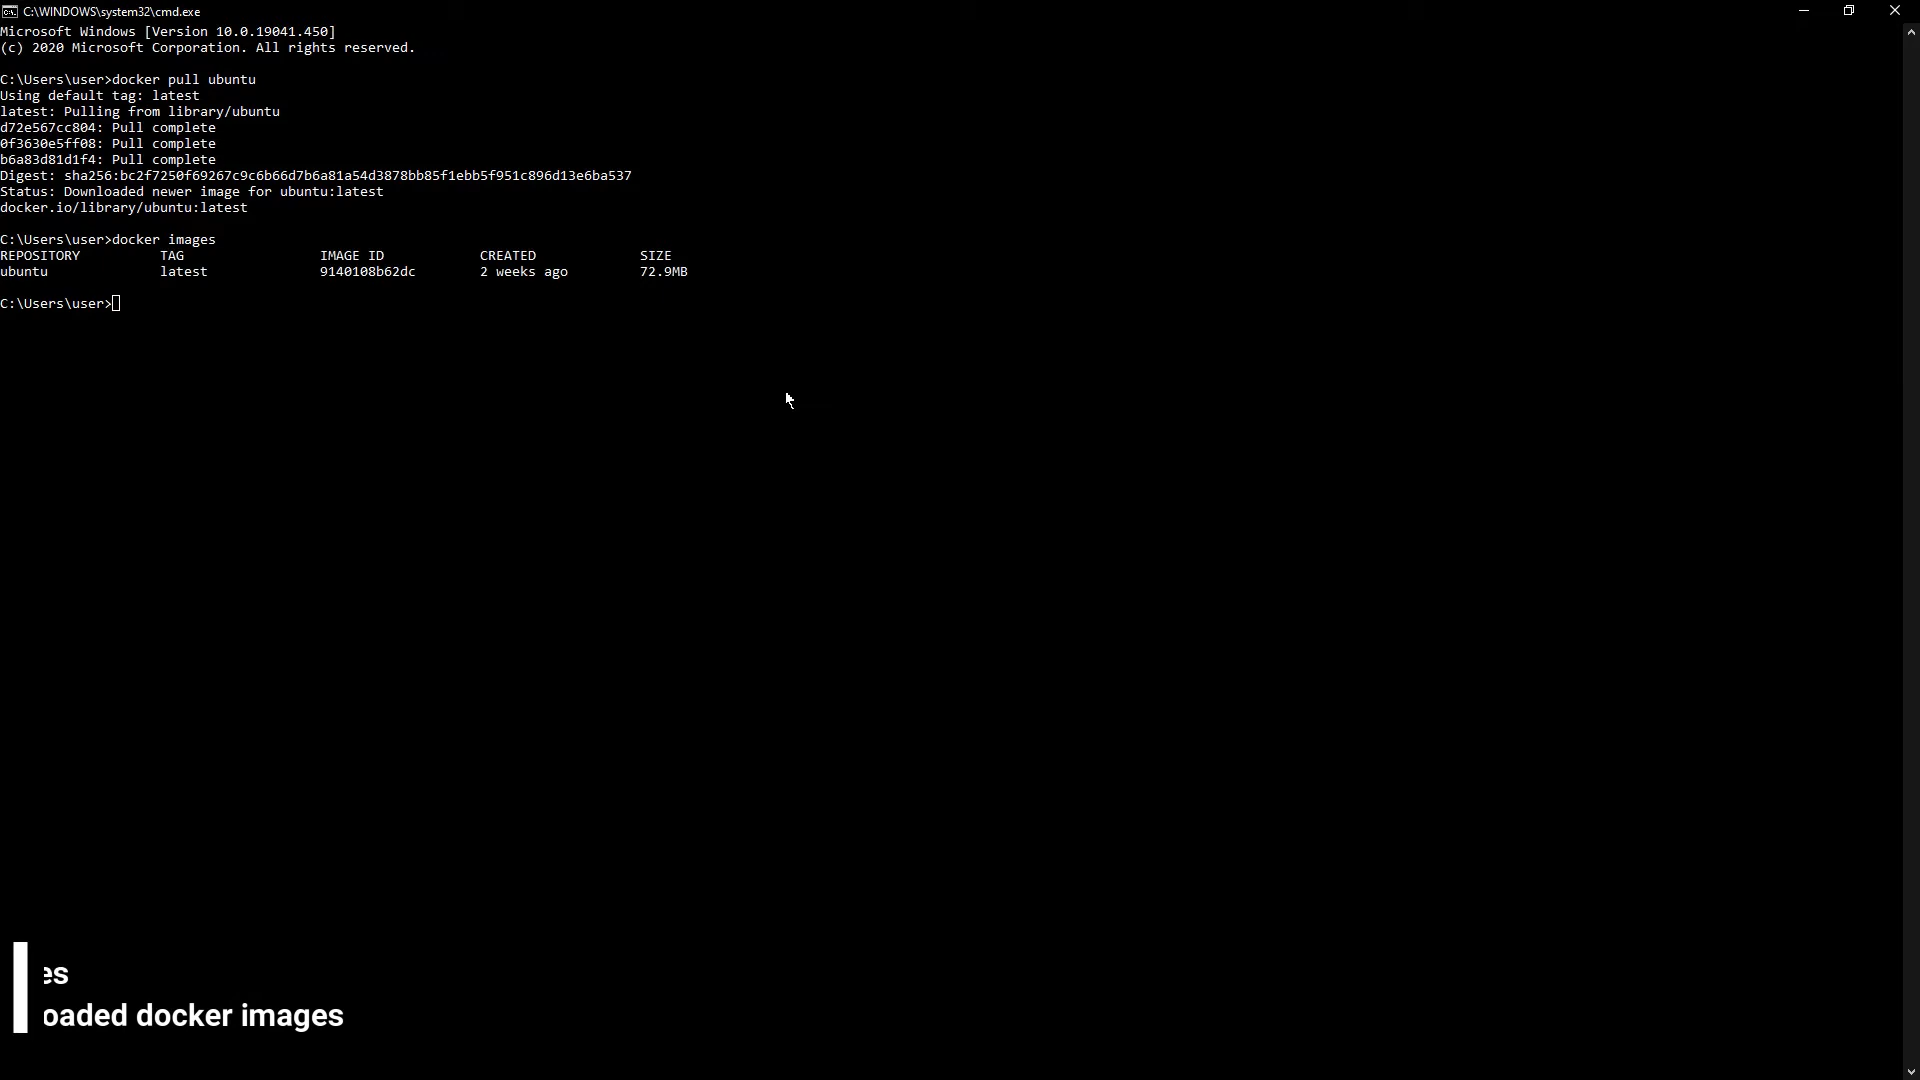 C:\WINDOWS\system32\cmd.exe
Microsoft Windows [Version 10.0.19041.450]
(c) 2020 Microsoft Corporation. All rights reserved.
C:\Users\user>docker pull ubuntu
Using default tag: latest
latest: Pulling from library/ubuntu
d72e567cc804: Pull complete
0f3630e5ff08: Pull complete
b6a83d81d1f4: Pull complete
Digest: sha256:bc2f7250f69267c9c6b66d7b6a81a54d3878bb85f1ebb5f951c896d13e6ba537
Status: Downloaded newer image for ubuntu:latest
docker.io/library/ubuntu:latest
C:\Users\user>docker images
REPOSITORY TAG IMAGE ID CREATED SIZE
ubuntu latest 9140108b62dc 2 weeks ago 72.9MB
C:\Users\user>
es
oaded docker images